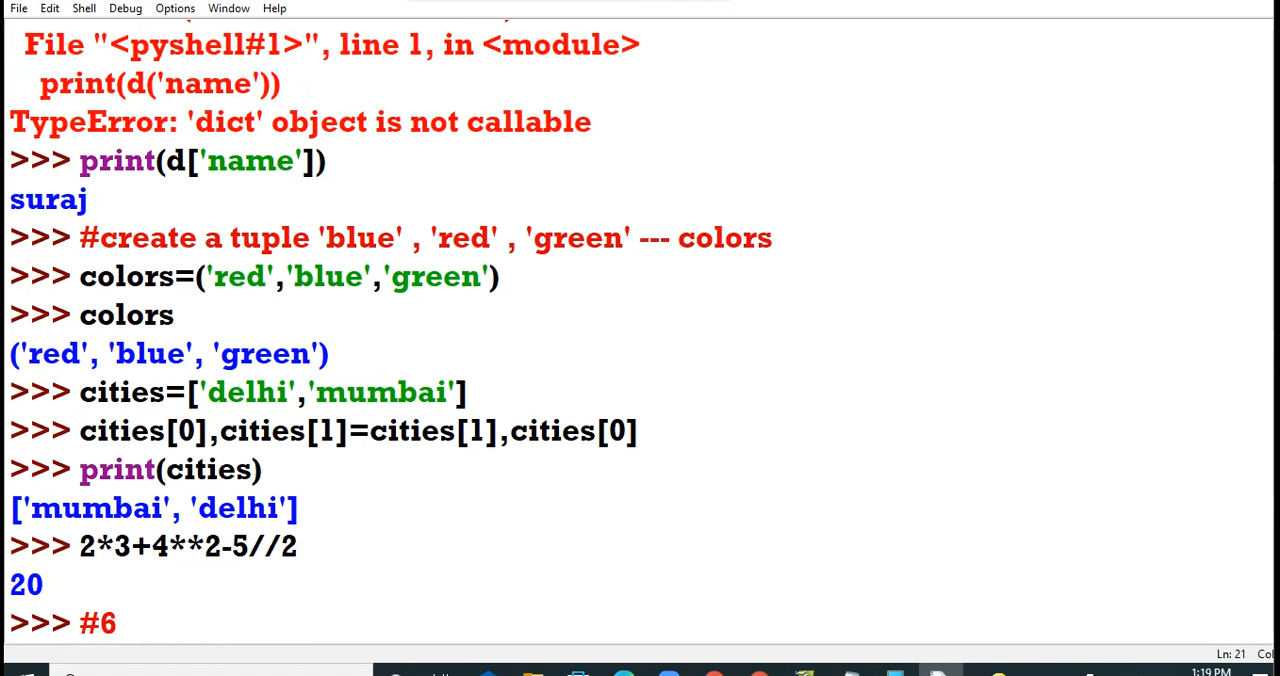 File Edit Shell Debug Options Window Help
File "<pyshell#1>", line 1, in <module>
print(d('name'))
TypeError: 'dict' object is not callable
>>> print(d['name'])
suraj
>>> #create a tuple 'blue' , 'red' , 'green' --- colors
>>> colors=('red','blue','green')
>>> colors
('red', 'blue', 'green')
>>> cities=['delhi','mumbai']
>>> cities[0],cities[1]=cities[1],cities[0]
>>> print(cities)
['mumbai', 'delhi']
>>> 2*3+4**2-5//2
20
>>> #6
Ln: 21 Col
1:19 PM